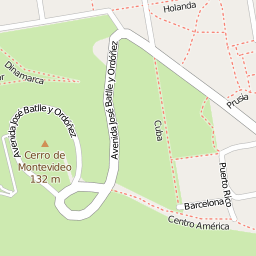 Holanda
Avenida José Batlle y Ordóñez
Dinamarca
Prusia
Avenida José Batlle y Ordóñez
Cuba
Cerro de
Montevideo
132 m
Puerto Rico
Barcelona
Centro América